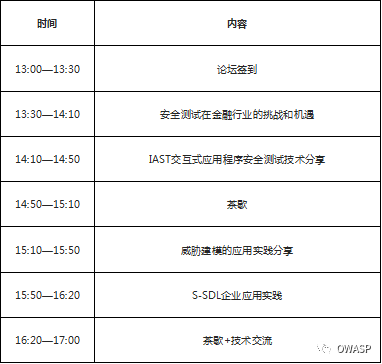 时间 内容
13:00—13:30 论坛签到
13:30—14:10 安全测试在金融行业的挑战和机遇
14:10—14:50 IAST交互式应用程序安全测试技术分享
14:50—15:10 茶歇
15:10—15:50 威胁建模的应用实践分享
15:50—16:20 S-SDL企业应用实践
16:20—17:00 茶歇+技术交流
OWASP